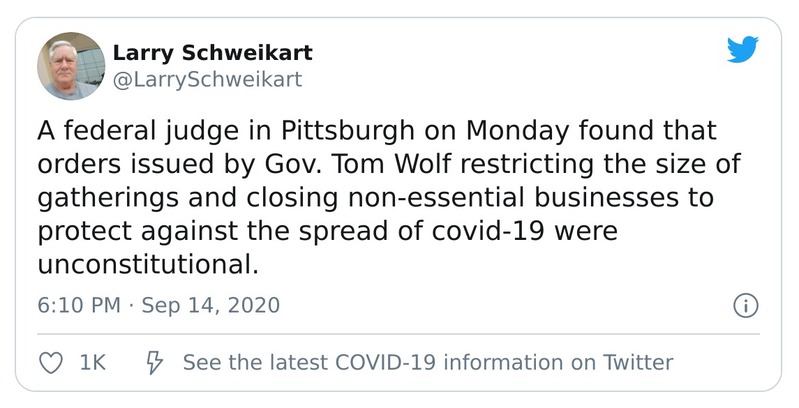 Larry Schweikart
@LarrySchweikart
A federal judge in Pittsburgh on Monday found that
orders issued by Gov. Tom Wolf restricting the size of
gatherings and closing non-essential businesses to
protect against the spread of covid-19 were
unconstitutional.
6:10 PM · Sep 14, 2020
1K See the latest COVID-19 information on Twitter